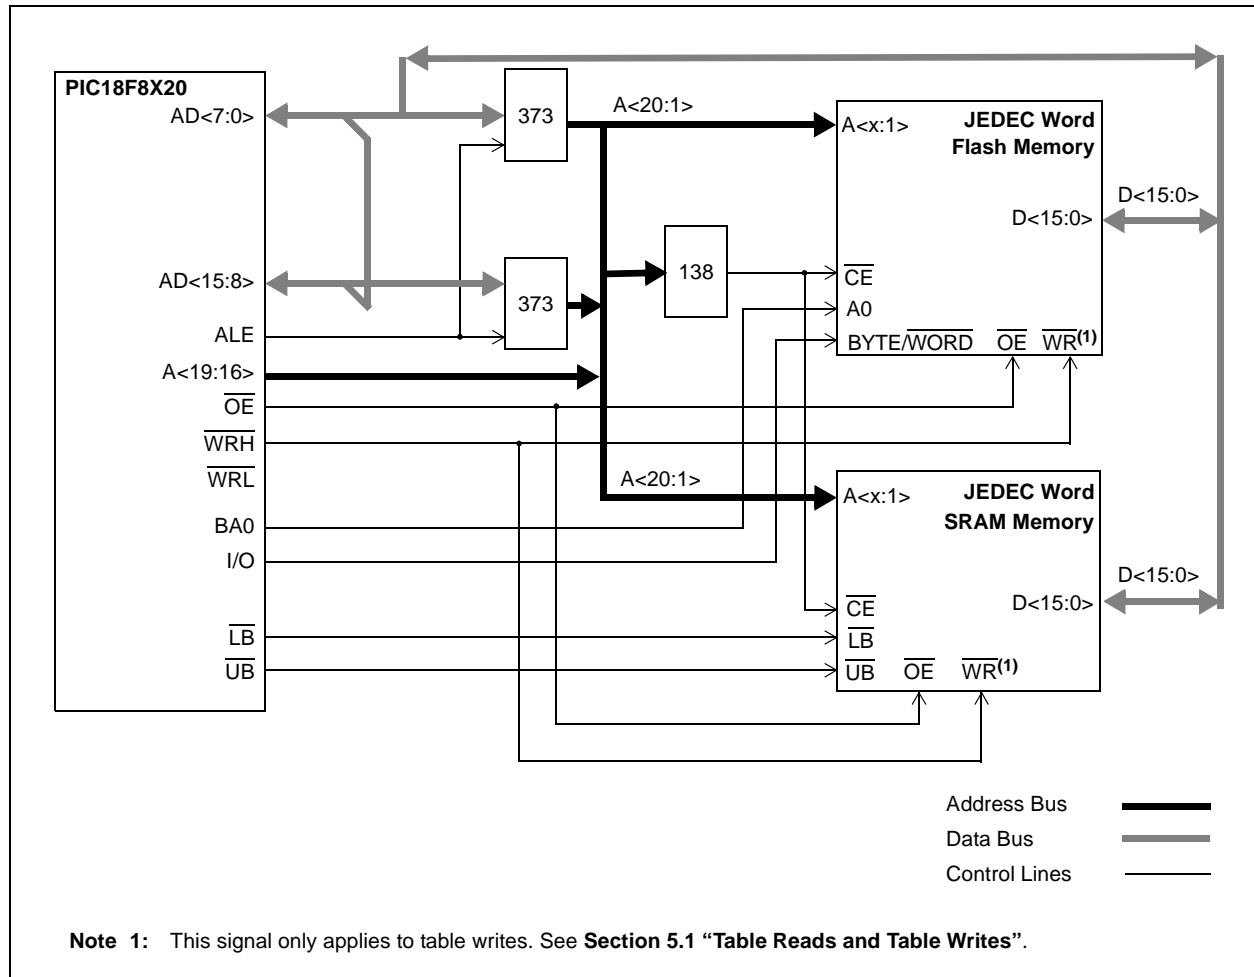 PIC18F8X20
AD<7:0>
373
A<20:1>
A<x:1>
JEDEC Word
Flash Memory
D<15:0>
D<15:0>
AD<15:8>
373
138
CE
A0
BYTE/WORD OE WR(1)
ALE
A<19:16>
OE
WRH
WRL
BA0
I/O
LB
UB
A<20:1>
A<x:1>
JEDEC Word
SRAM Memory
D<15:0>
D<15:0>
CE
LB
UB OE WR(1)
Address Bus
Data Bus
Control Lines
Note 1: This signal only applies to table writes. See Section 5.1 “Table Reads and Table Writes”.